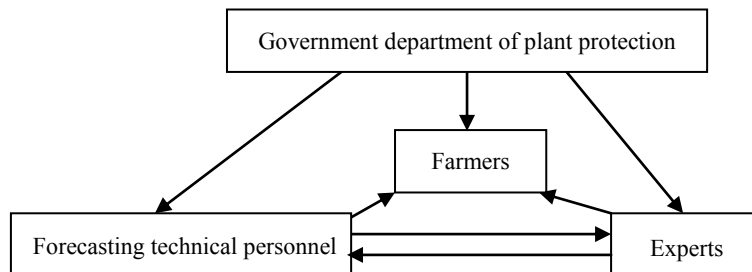 Government department of plant protection
Farmers
Forecasting technical personnel
Experts